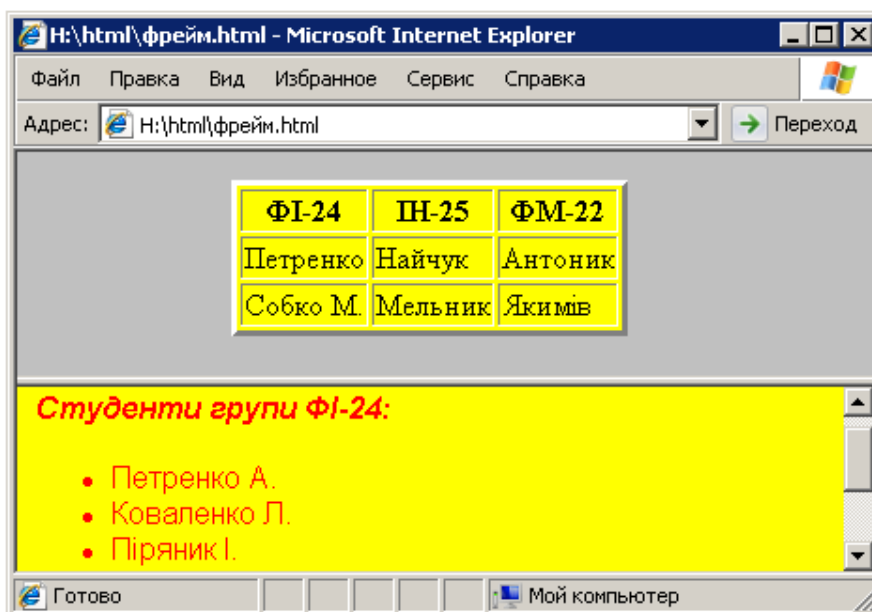 H:\html\фрейм.html - Microsoft Internet Explorer
Файл Правка Вид Избранное Сервис Справка
Адрес: H:\html\фрейм.html Переход
ФІ-24 ІН-25 ФМ-22
Петренко Найчук Антоник
Собко М. Мельник Якимів
Студенти групи ФІ-24:
• Петренко А.
• Коваленко Л.
• Піряник І.
Готово Мой компьютер